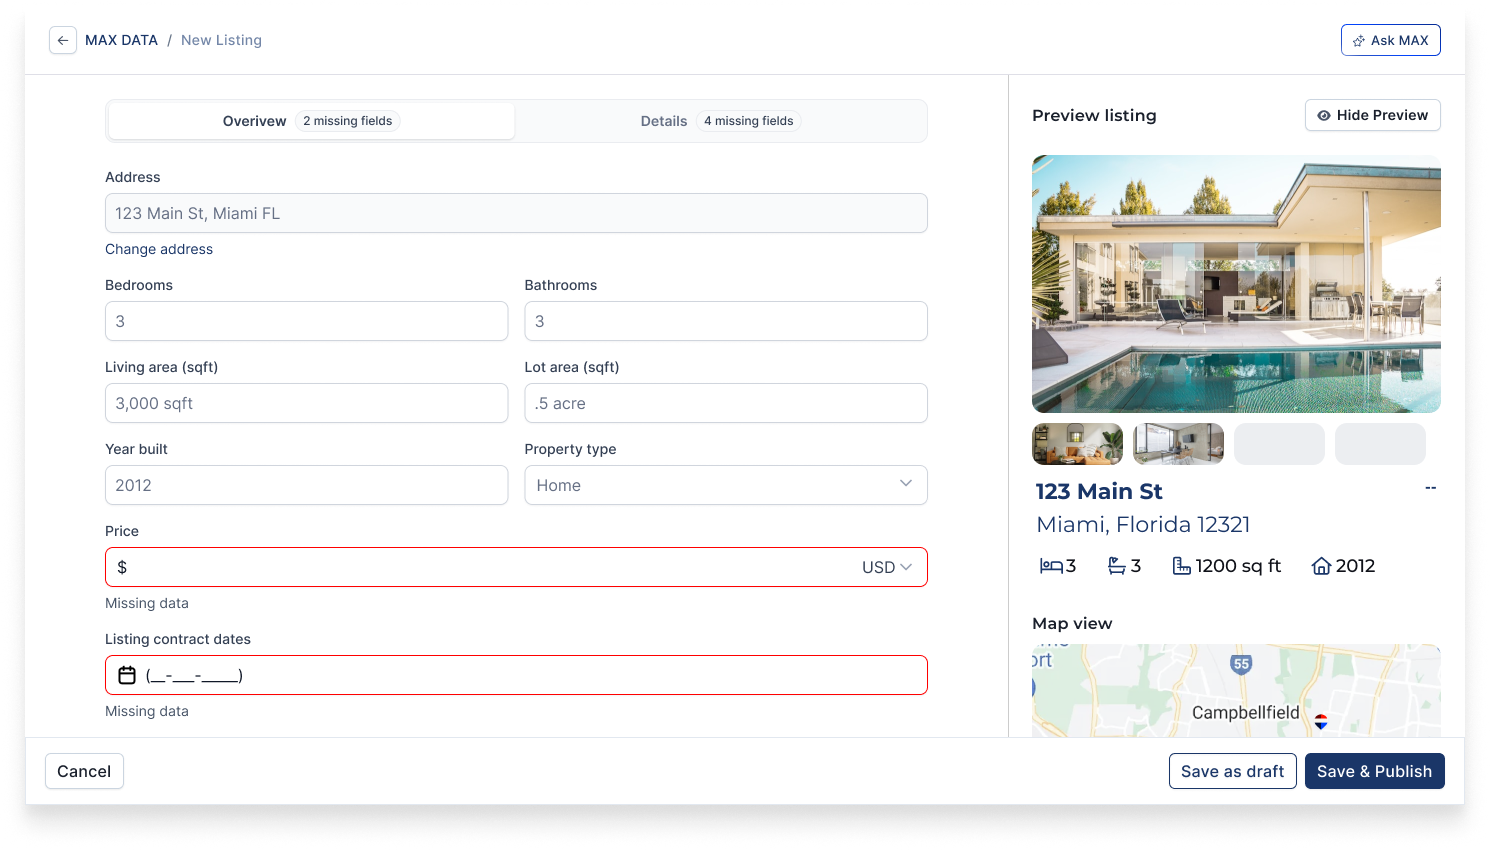 MAX DATA / New Listing
Ask MAX
Overivew 2 missing fields
Details 4 missing fields
Address
123 Main St, Miami FL
Change address
Bedrooms
3
Bathrooms
3
Living area (sqft)
3,000 sqft
Lot area (sqft)
.5 acre
Year built
2012
Property type
Home
Price
$ USD
Missing data
Listing contract dates
(__-___-_____)
Missing data
Preview listing
Hide Preview
123 Main St --
Miami, Florida 12321
3 3 1200 sq ft 2012
Map view
55
Campbellfield
Cancel
Save as draft
Save & Publish